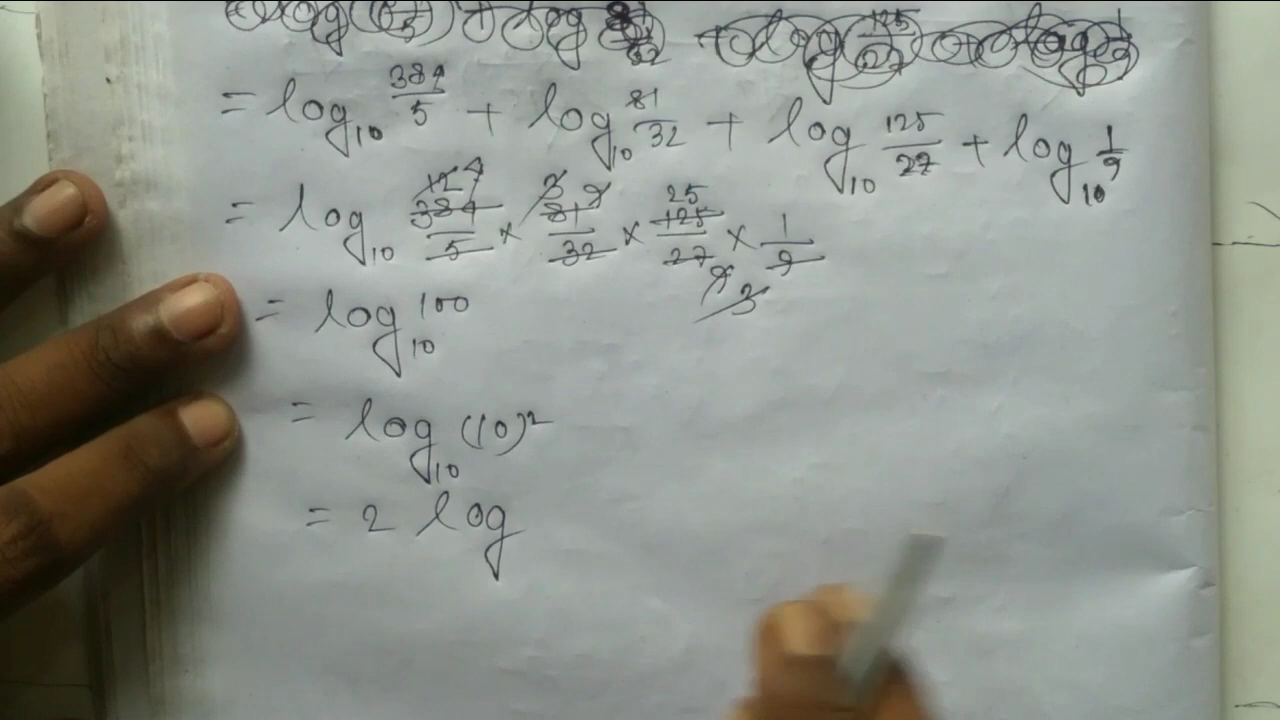 = log₁₀ 384/5 + log₁₀ 81/32 + log₁₀ 125/27 + log₁₀ 1/9
= log₁₀ 384/5 × 81/32 × 125/27 × 1/9
= log₁₀ 100
= log₁₀ (10)²
= 2 log